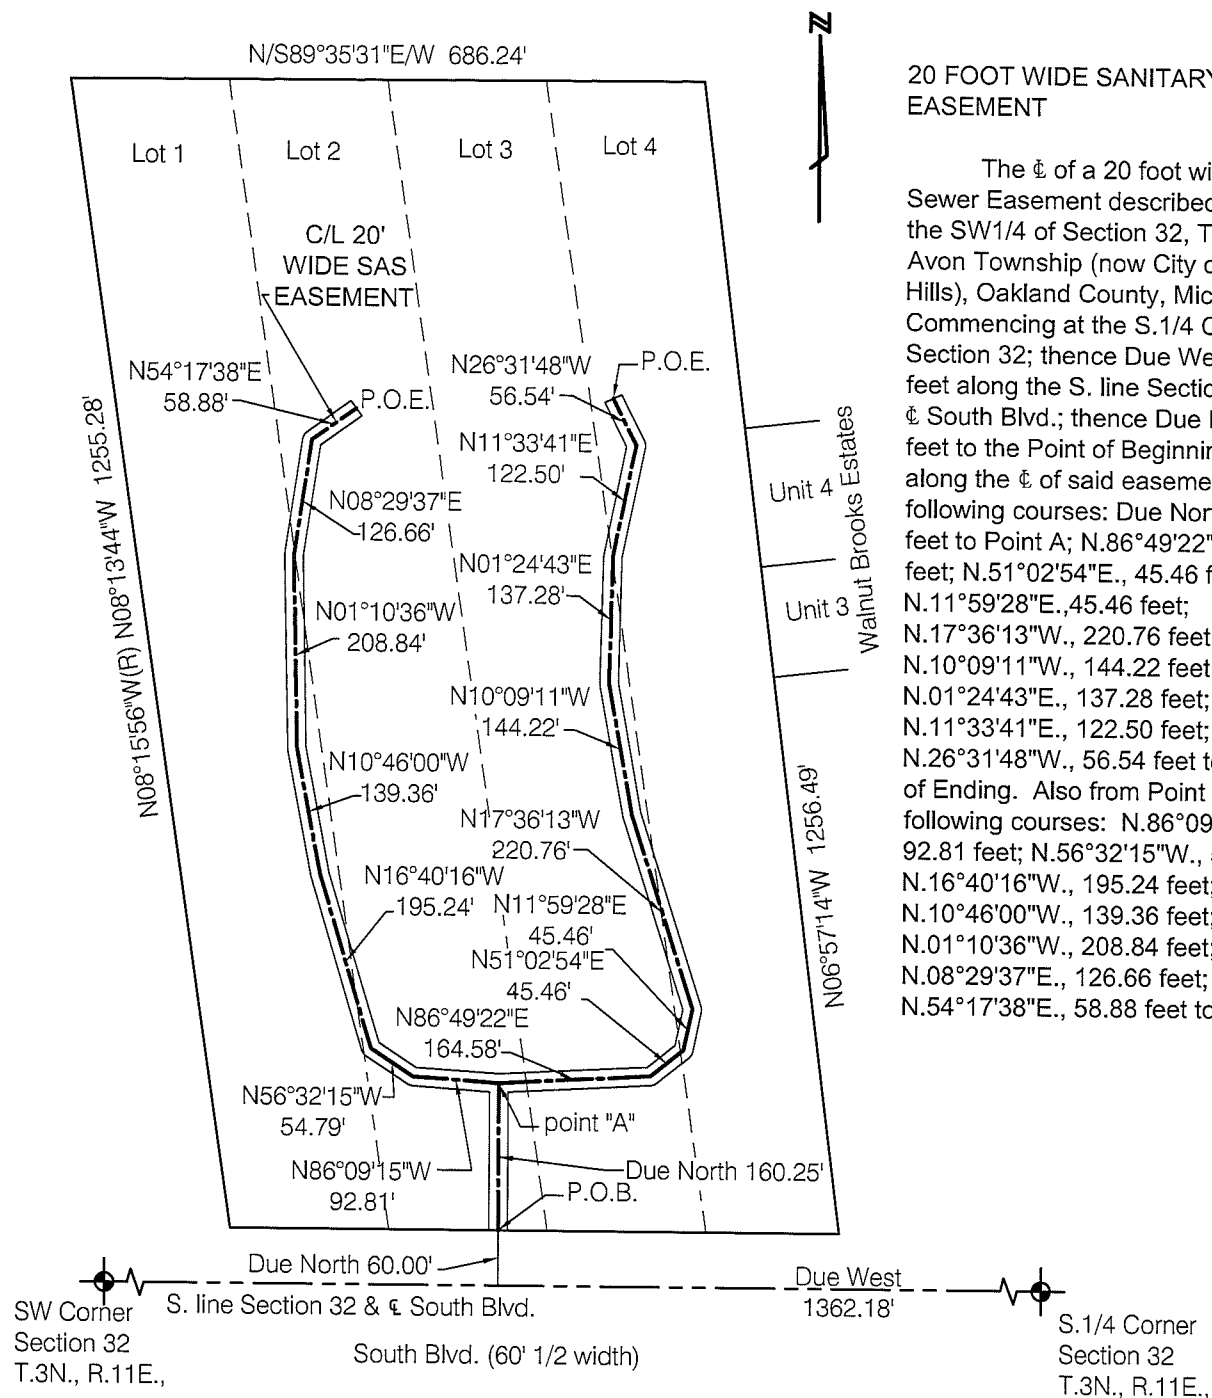 N/S89°35'31"E/W 686.24'
N
Lot 1
Lot 2
Lot 3
Lot 4
C/L 20'
WIDE SAS
EASEMENT
N54°17'38"E
58.88'
P.O.E.
N26°31'48"W
56.54'
P.O.E.
N11°33'41"E
122.50'
N08°29'37"E
126.66'
N01°24'43"E
137.28'
N01°10'36"W
208.84'
N10°09'11"W
144.22'
N10°46'00"W
139.36'
N17°36'13"W
220.76'
N16°40'16"W
195.24'
N11°59'28"E
45.46'
N51°02'54"E
45.46'
N86°49'22"E
164.58'
N56°32'15"W
54.79'
point "A"
N86°09'15"W
92.81'
Due North 160.25'
P.O.B.
N08°15'56"W(R) N08°13'44"W 1255.28'
N06°57'14"W 1256.49'
Unit 4
Unit 3
Walnut Brooks Estates
Due North 60.00'
Due West
1362.18'
S. line Section 32 & ℄ South Blvd.
South Blvd. (60' 1/2 width)
SW Corner
Section 32
T.3N., R.11E.,
S.1/4 Corner
Section 32
T.3N., R.11E.,
20 FOOT WIDE SANITARY
EASEMENT
The ℄ of a 20 foot wi
Sewer Easement described
the SW1/4 of Section 32, T
Avon Township (now City o
Hills), Oakland County, Mic
Commencing at the S.1/4 C
Section 32; thence Due We
feet along the S. line Sectio
℄ South Blvd.; thence Due
feet to the Point of Beginnin
along the ℄ of said easeme
following courses: Due Nor
feet to Point A; N.86°49'22"
feet; N.51°02'54"E., 45.46 f
N.11°59'28"E.,45.46 feet;
N.17°36'13"W., 220.76 feet
N.10°09'11"W., 144.22 feet
N.01°24'43"E., 137.28 feet;
N.11°33'41"E., 122.50 feet;
N.26°31'48"W., 56.54 feet t
of Ending. Also from Point
following courses: N.86°09
92.81 feet; N.56°32'15"W.,
N.16°40'16"W., 195.24 feet;
N.10°46'00"W., 139.36 feet;
N.01°10'36"W., 208.84 feet;
N.08°29'37"E., 126.66 feet;
N.54°17'38"E., 58.88 feet to